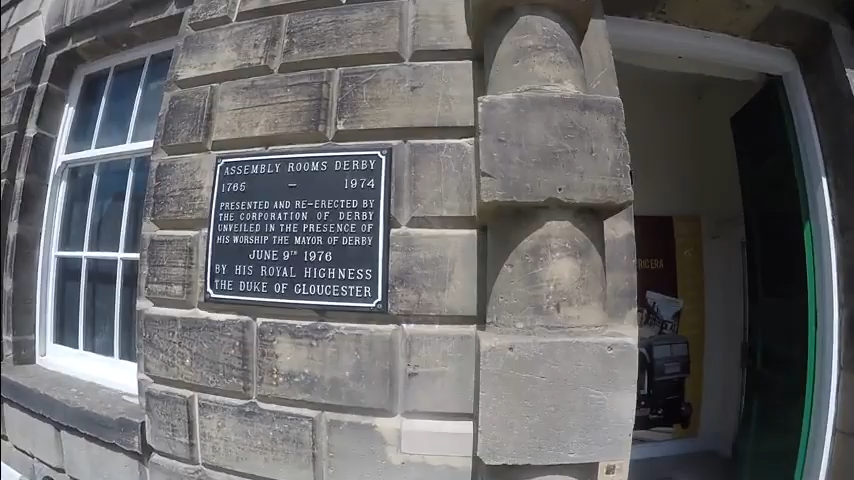 ASSEMBLY ROOMS DERBY
1765 – 1974
PRESENTED AND RE-ERECTED BY
THE CORPORATION OF DERBY
UNVEILED IN THE PRESENCE OF
HIS WORSHIP THE MAYOR OF DERBY
JUNE 9TH 1976
BY HIS ROYAL HIGHNESS
THE DUKE OF GLOUCESTER